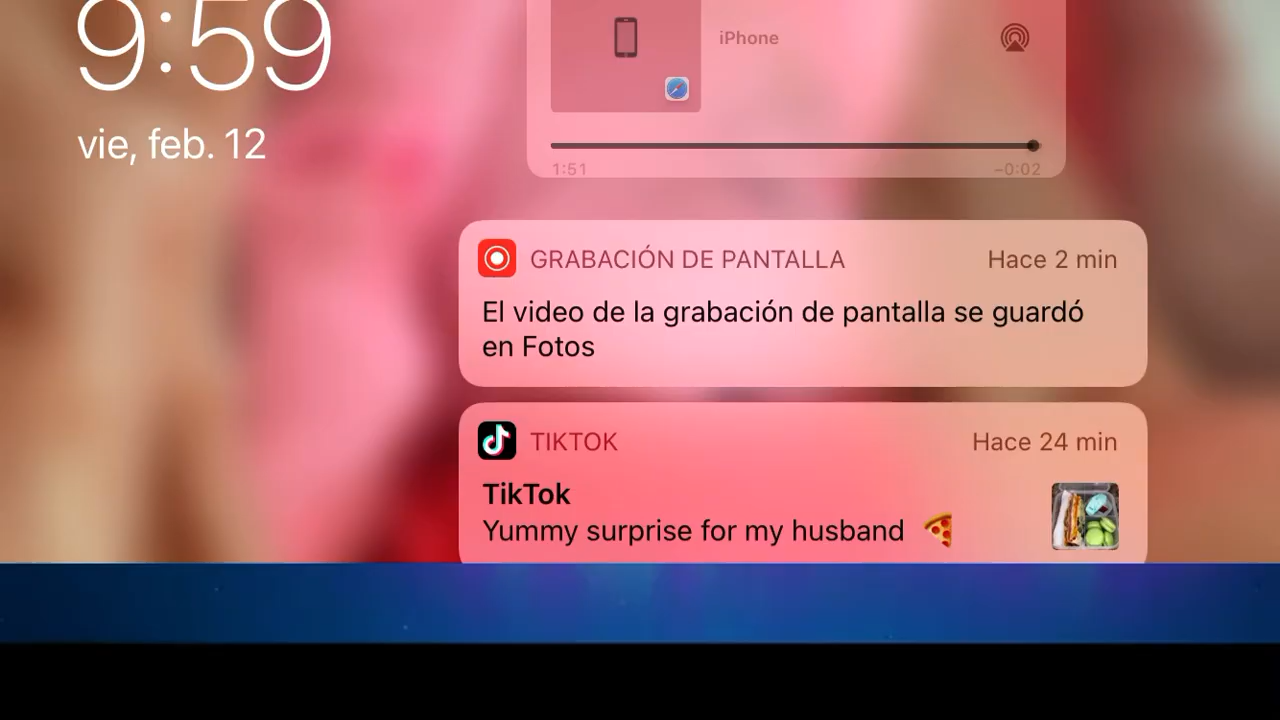 9:59
vie, feb. 12
iPhone
1:51
-0:02
GRABACIÓN DE PANTALLA
Hace 2 min
El video de la grabación de pantalla se guardó
en Fotos
TIKTOK
Hace 24 min
TikTok
Yummy surprise for my husband 🍕